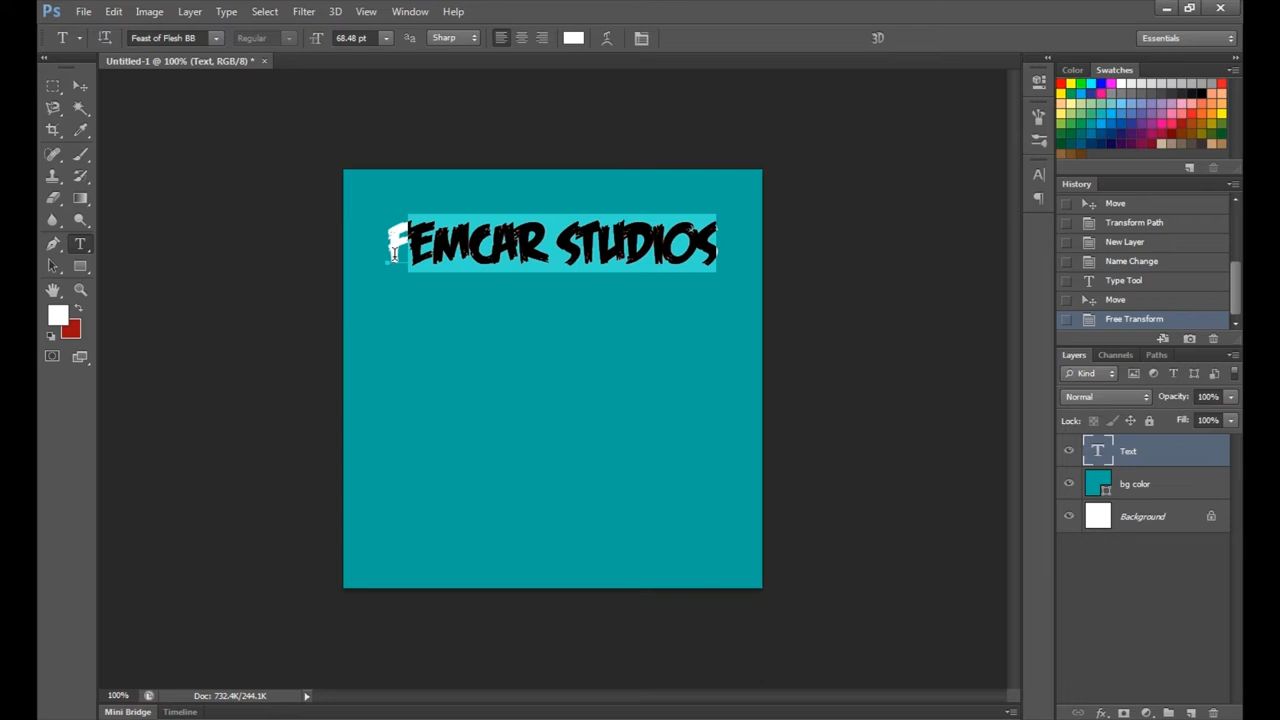 Ps File Edit Image Layer Type Select Filter 3D View Window Help
T Feast of Flesh BB Regular 68.48 pt Sharp 3D Essentials
Untitled-1 @ 100% (Text, RGB/8) *
FEMCAR STUDIOS
Color Swatches
History
Move
Transform Path
New Layer
Name Change
Type Tool
Move
Free Transform
Layers Channels Paths
Kind
Normal Opacity: 100%
Lock: Fill: 100%
Text
bg color
Background
100% Doc: 732.4K/244.1K
Mini Bridge Timeline